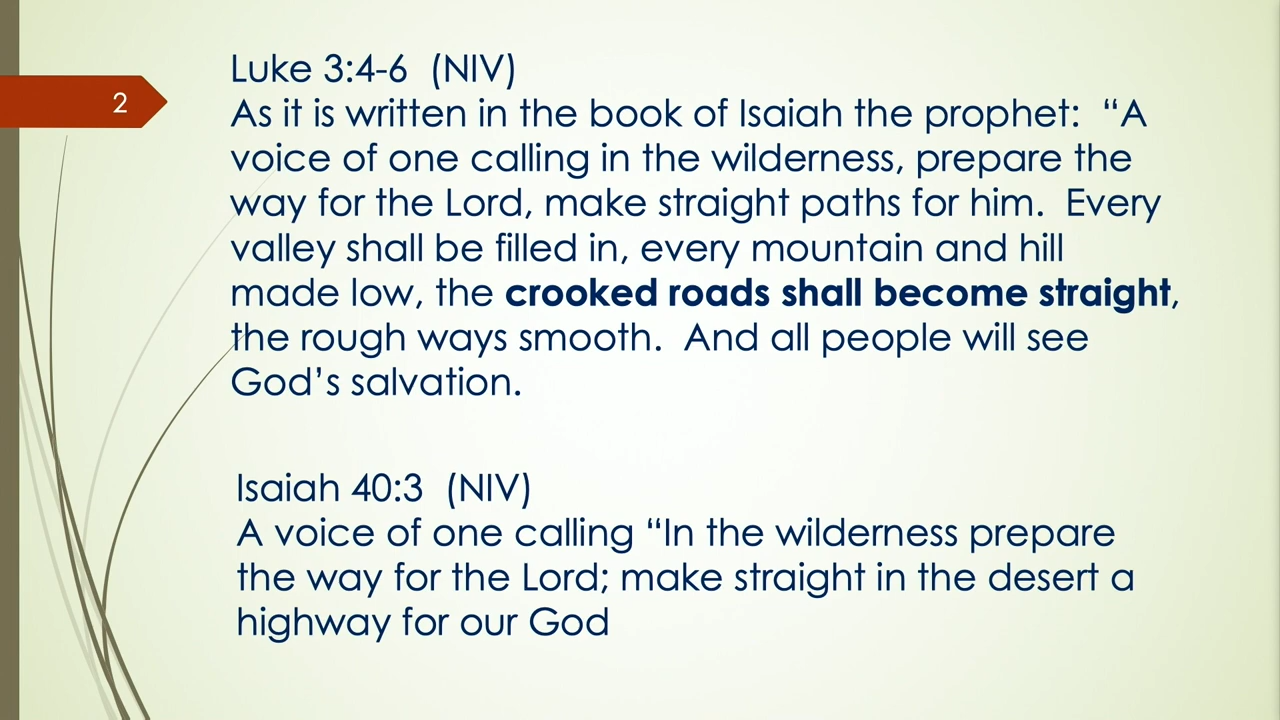 2
Luke 3:4-6  (NIV)
As it is written in the book of Isaiah the prophet:  “A
voice of one calling in the wilderness, prepare the
way for the Lord, make straight paths for him.  Every
valley shall be filled in, every mountain and hill
made low, the crooked roads shall become straight,
the rough ways smooth.  And all people will see
God’s salvation.
Isaiah 40:3  (NIV)
A voice of one calling “In the wilderness prepare
the way for the Lord; make straight in the desert a
highway for our God